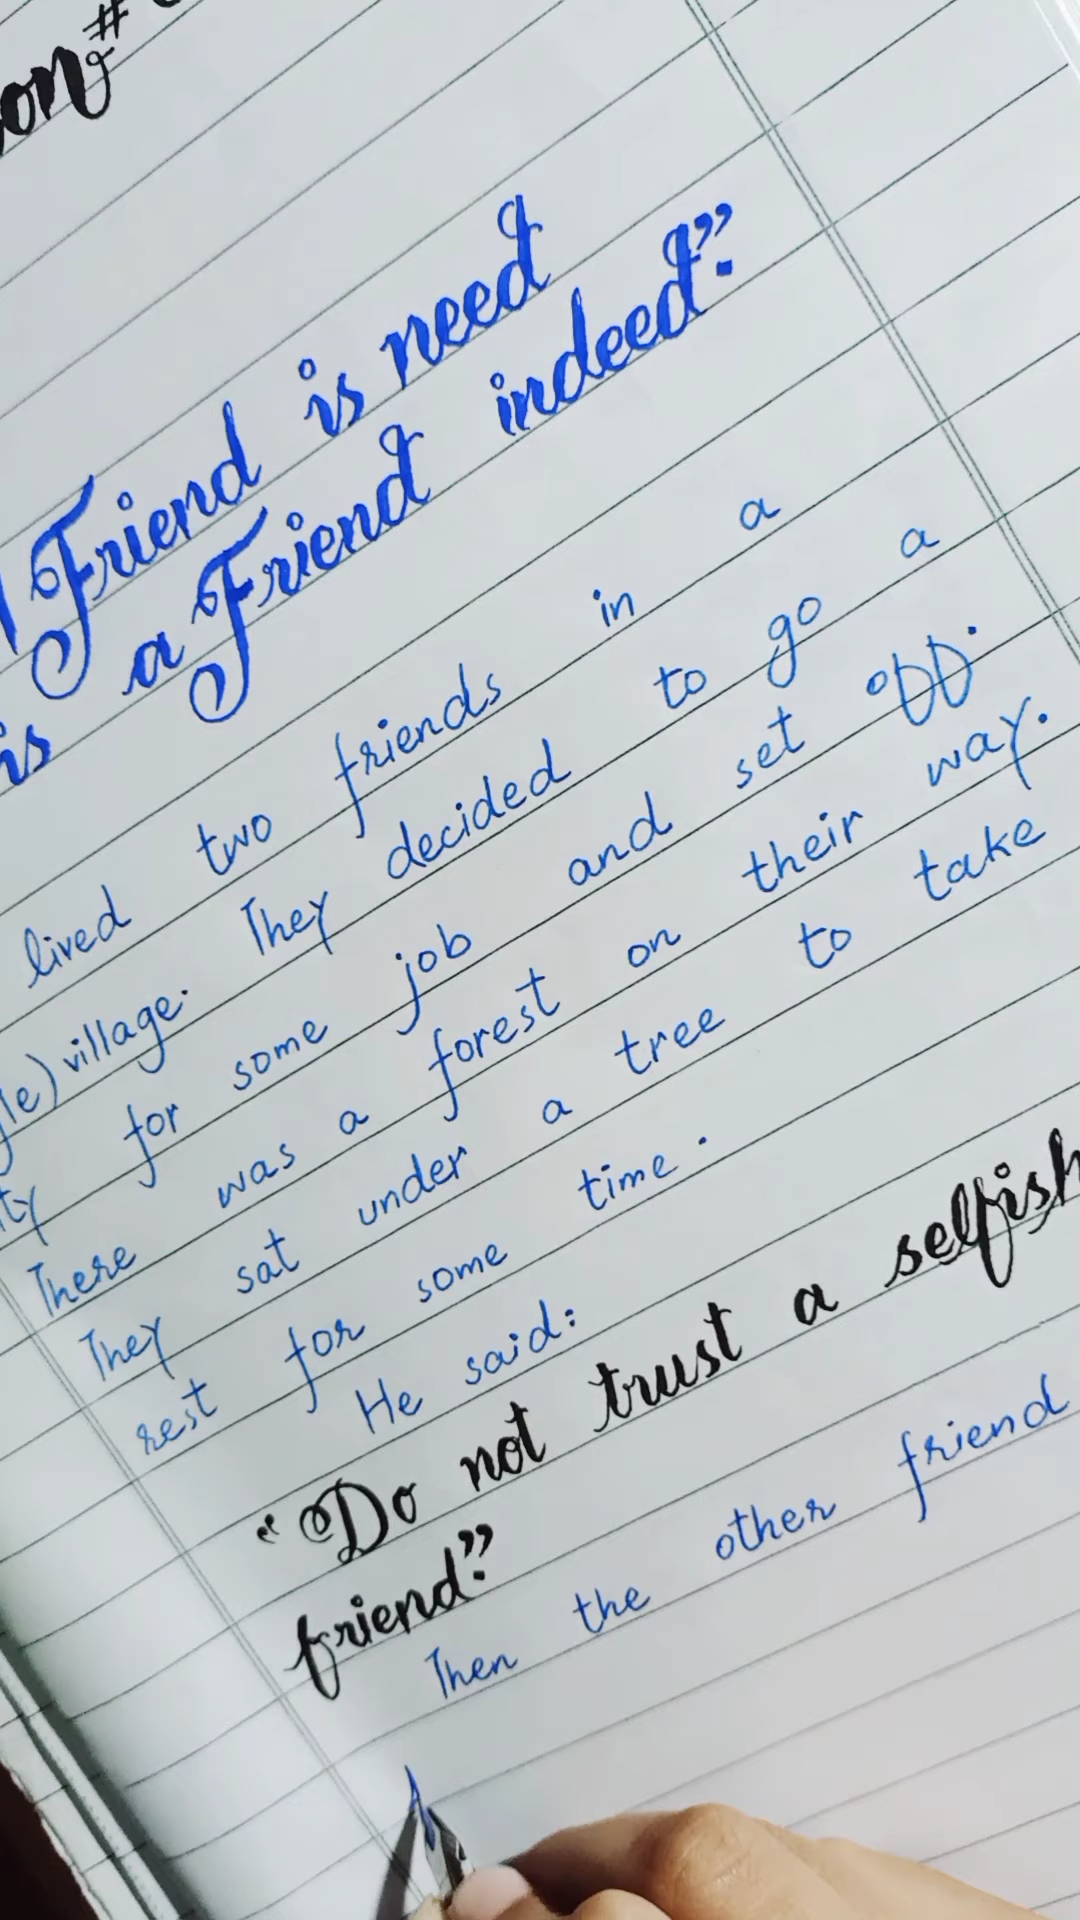 on#
Friend is need
is a Friend indeed".
lived two friends in a
village. They decided to go a
for some job and set off.
There was a forest on their way.
They sat under a tree to take
rest for some time.
He said:
"Do not trust a selfish
friend."
Then the other friend